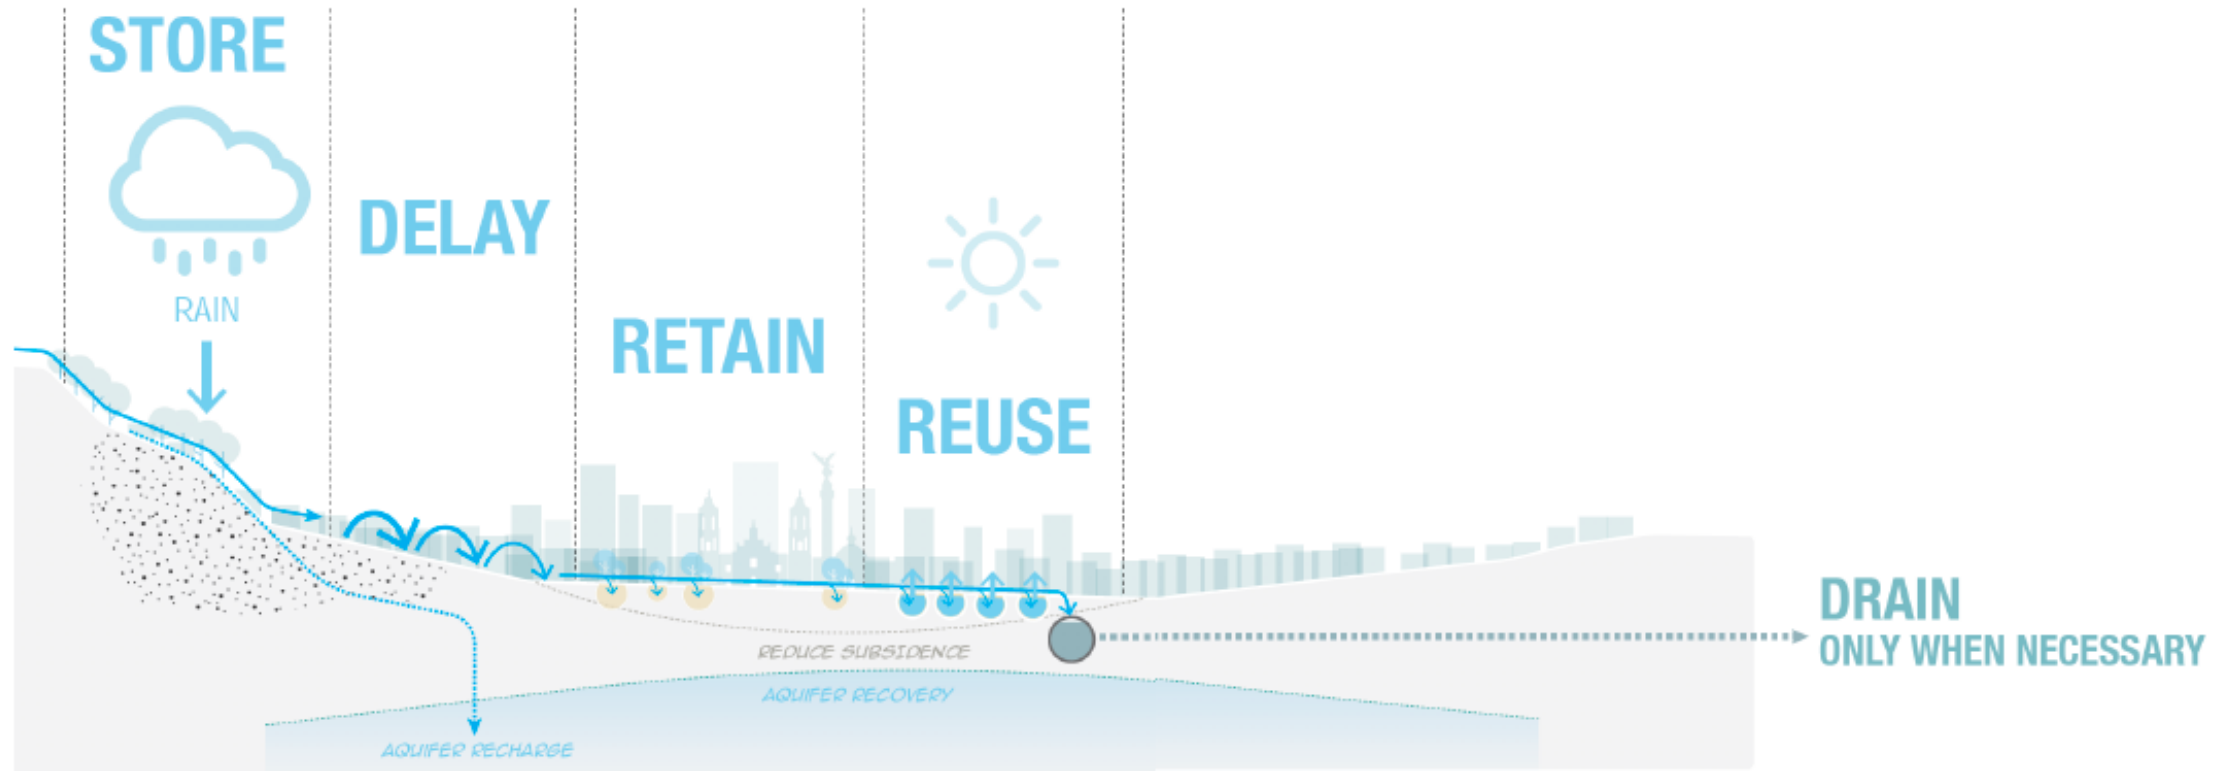 STORE
RAIN
DELAY
RETAIN
REUSE
REDUCE SUBSIDENCE
AQUIFER RECOVERY
AQUIFER RECHARGE
DRAIN
ONLY WHEN NECESSARY